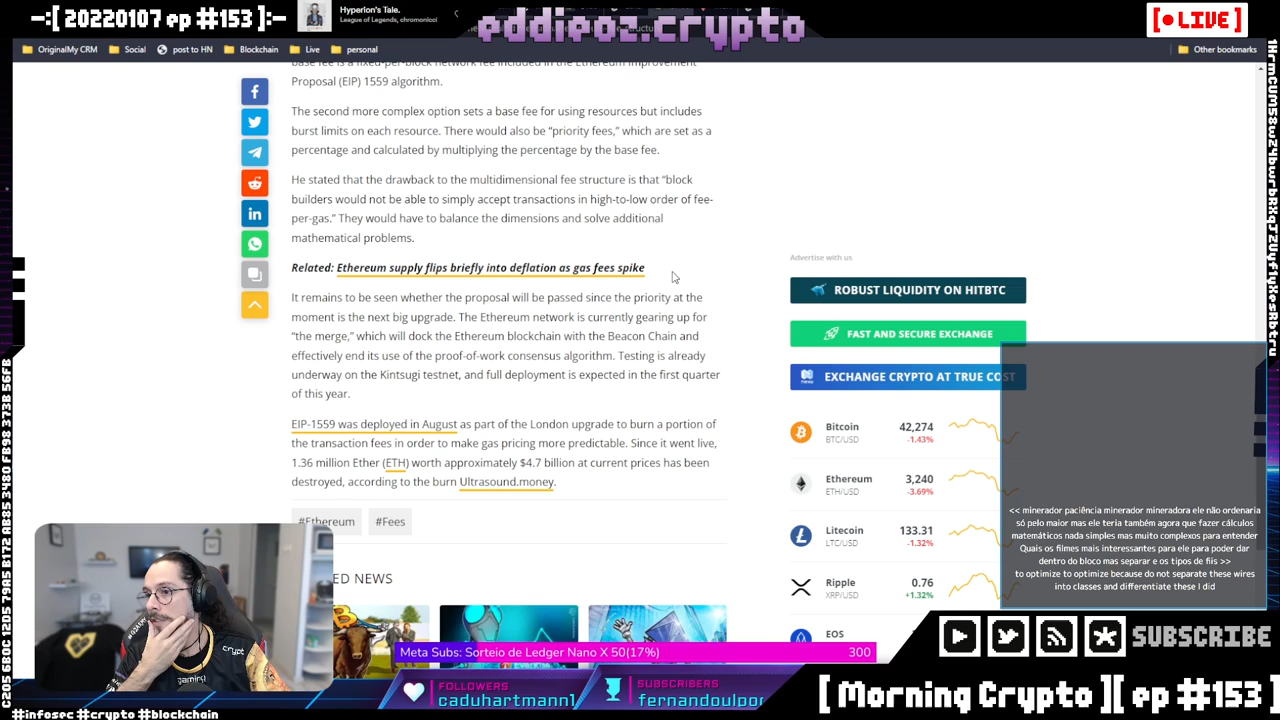 -:[ 20220107 ep #153 ]:-
Hyperion's Tale.
League of Legends, chromonicci
eddieoz.crypto
[ LIVE ]
OriginalMy CRM
Social
post to HN
Blockchain
Live
personal
Other bookmarks
base fee is a fixed-per-block network fee included in the Ethereum Improvement
Proposal (EIP) 1559 algorithm.
The second more complex option sets a base fee for using resources but includes
burst limits on each resource. There would also be “priority fees,” which are set as a
percentage and calculated by multiplying the percentage by the base fee.
He stated that the drawback to the multidimensional fee structure is that “block
builders would not be able to simply accept transactions in high-to-low order of fee-
per-gas.” They would have to balance the dimensions and solve additional
mathematical problems.
Related: Ethereum supply flips briefly into deflation as gas fees spike
It remains to be seen whether the proposal will be passed since the priority at the
moment is the next big upgrade. The Ethereum network is currently gearing up for
“the merge,” which will dock the Ethereum blockchain with the Beacon Chain and
effectively end its use of the proof-of-work consensus algorithm. Testing is already
underway on the Kintsugi testnet, and full deployment is expected in the first quarter
of this year.
EIP-1559 was deployed in August as part of the London upgrade to burn a portion of
the transaction fees in order to make gas pricing more predictable. Since it went live,
1.36 million Ether (ETH) worth approximately $4.7 billion at current prices has been
destroyed, according to the burn Ultrasound.money.
#Ethereum
#Fees
ED NEWS
Advertise with us
ROBUST LIQUIDITY ON HITBTC
FAST AND SECURE EXCHANGE
EXCHANGE CRYPTO AT TRUE COST
Bitcoin 42,274
BTC/USD -1.43%
Ethereum 3,240
ETH/USD -3.69%
Litecoin 133.31
LTC/USD -1.32%
Ripple 0.76
XRP/USD +1.32%
EOS
<< minerador paciência minerador mineradora ele não ordenaria
só pelo maior mas ele teria também agora que fazer cálculos
matemáticos nada simples mas muito complexos para entender
Quais os filmes mais interessantes para ele para poder dar
dentro do bloco mas separar e os tipos de fiis >>
to optimize to optimize because do not separate these wires
into classes and differentiate these I did
Crypto
Meta Subs: Sorteio de Ledger Nano X 50(17%)
300
SUBSCRIBE
FOLLOWERS
caduhartmann1
SUBSCRIBERS
fernandoulpor
[ Morning Crypto ][ ep #153 ]
#crypto #blockchain